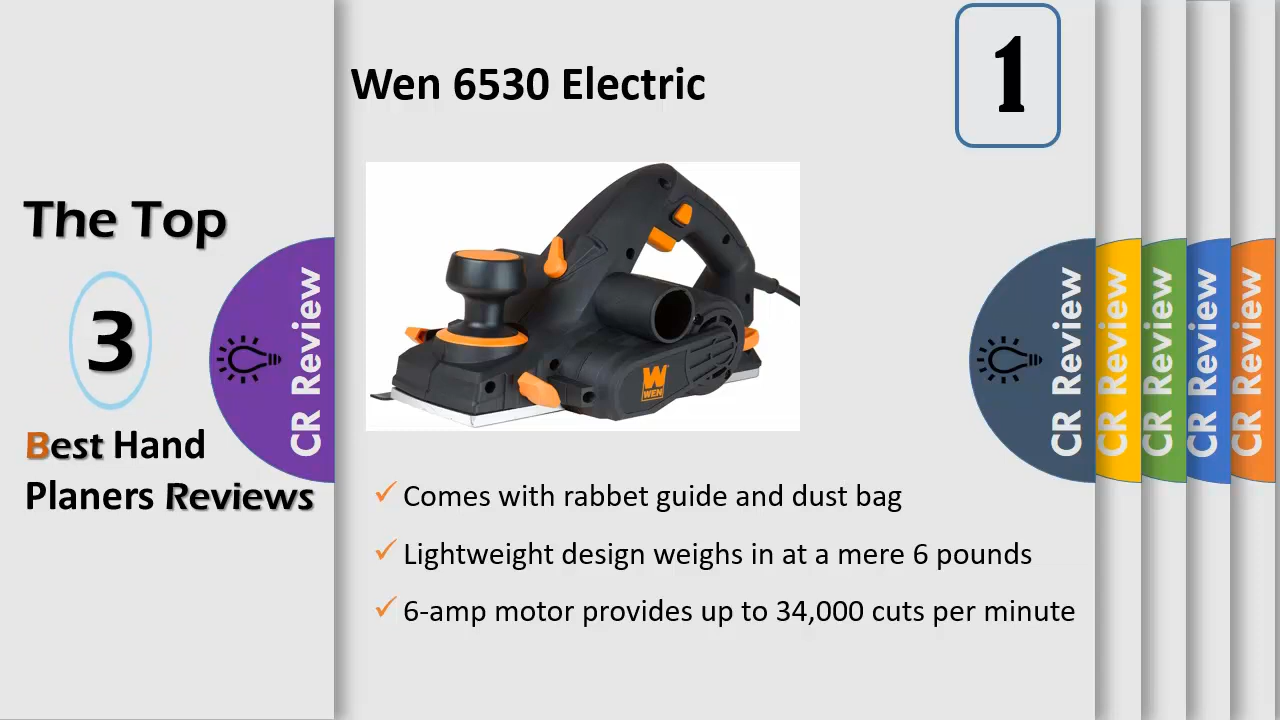 The Top
3
Best Hand
Planers Reviews
CR Review
Wen 6530 Electric
1
W
WEN
Comes with rabbet guide and dust bag
Lightweight design weighs in at a mere 6 pounds
6-amp motor provides up to 34,000 cuts per minute
CR Review
CR Review
CR Review
CR Review
CR Review